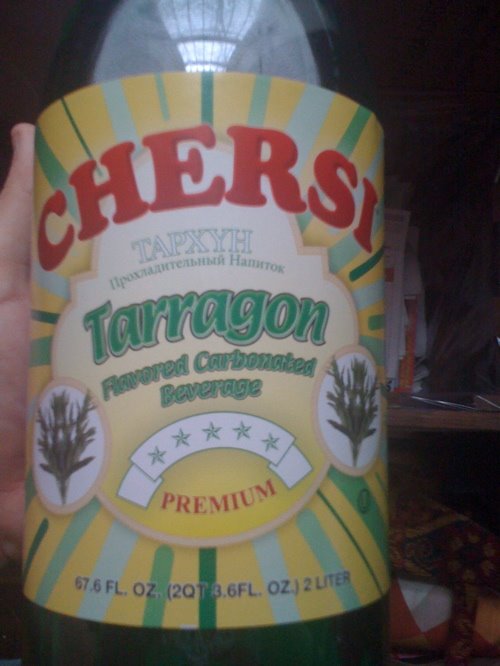 CHERSI
ТАРХУН
Прохладительный Напиток
Tarragon
Flavored Carbonated
Beverage
PREMIUM
67.6 FL. OZ. (2QT 3.6FL. OZ.) 2 LITER